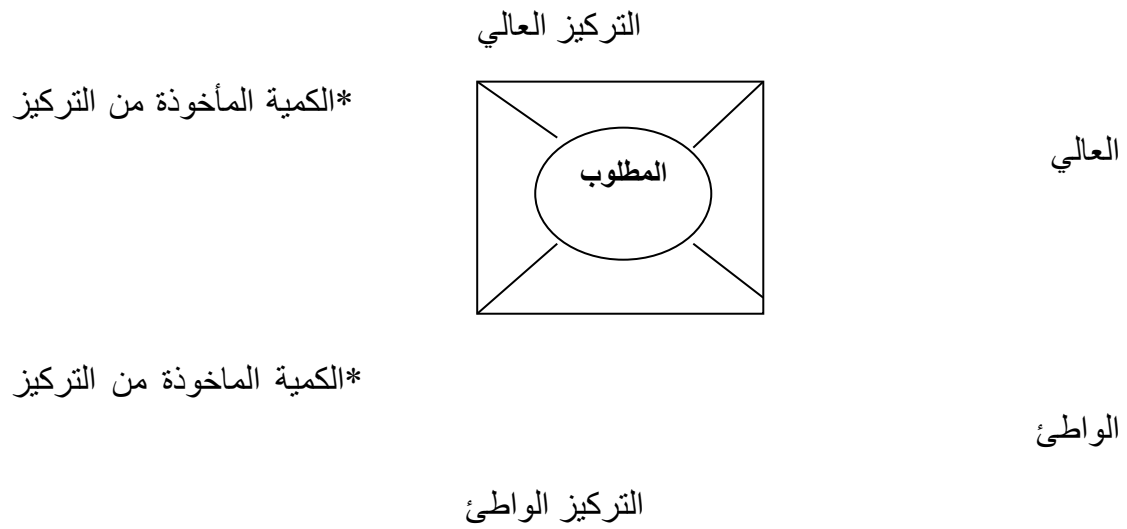 التركيز العالي
*الكمية المأخوذة من التركيز
العالي
المطلوب
*الكمية الماخوذة من التركيز
الواطئ
التركيز الواطئ